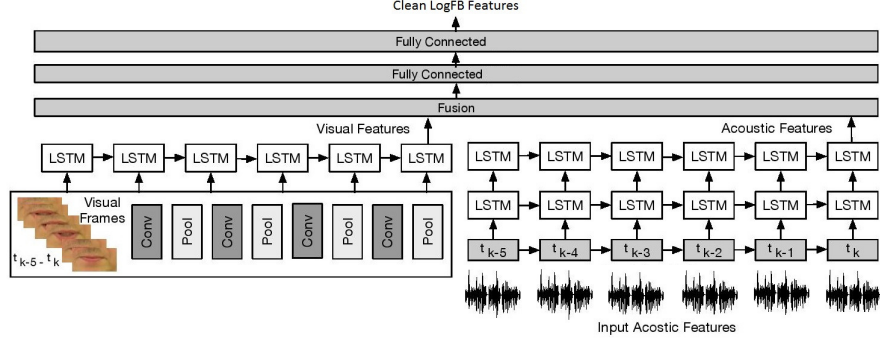 Clean LogFB Features
Fully Connected
Fully Connected
Fusion
Visual Features
Acoustic Features
LSTM LSTM LSTM LSTM LSTM LSTM
LSTM LSTM LSTM LSTM LSTM LSTM
Visual
Frames
Conv Pool Conv Pool Conv Pool Conv Pool
LSTM LSTM LSTM LSTM LSTM LSTM
t k-5 - t k
t k-5 t k-4 t k-3 t k-2 t k-1 t k
Input Acostic Features